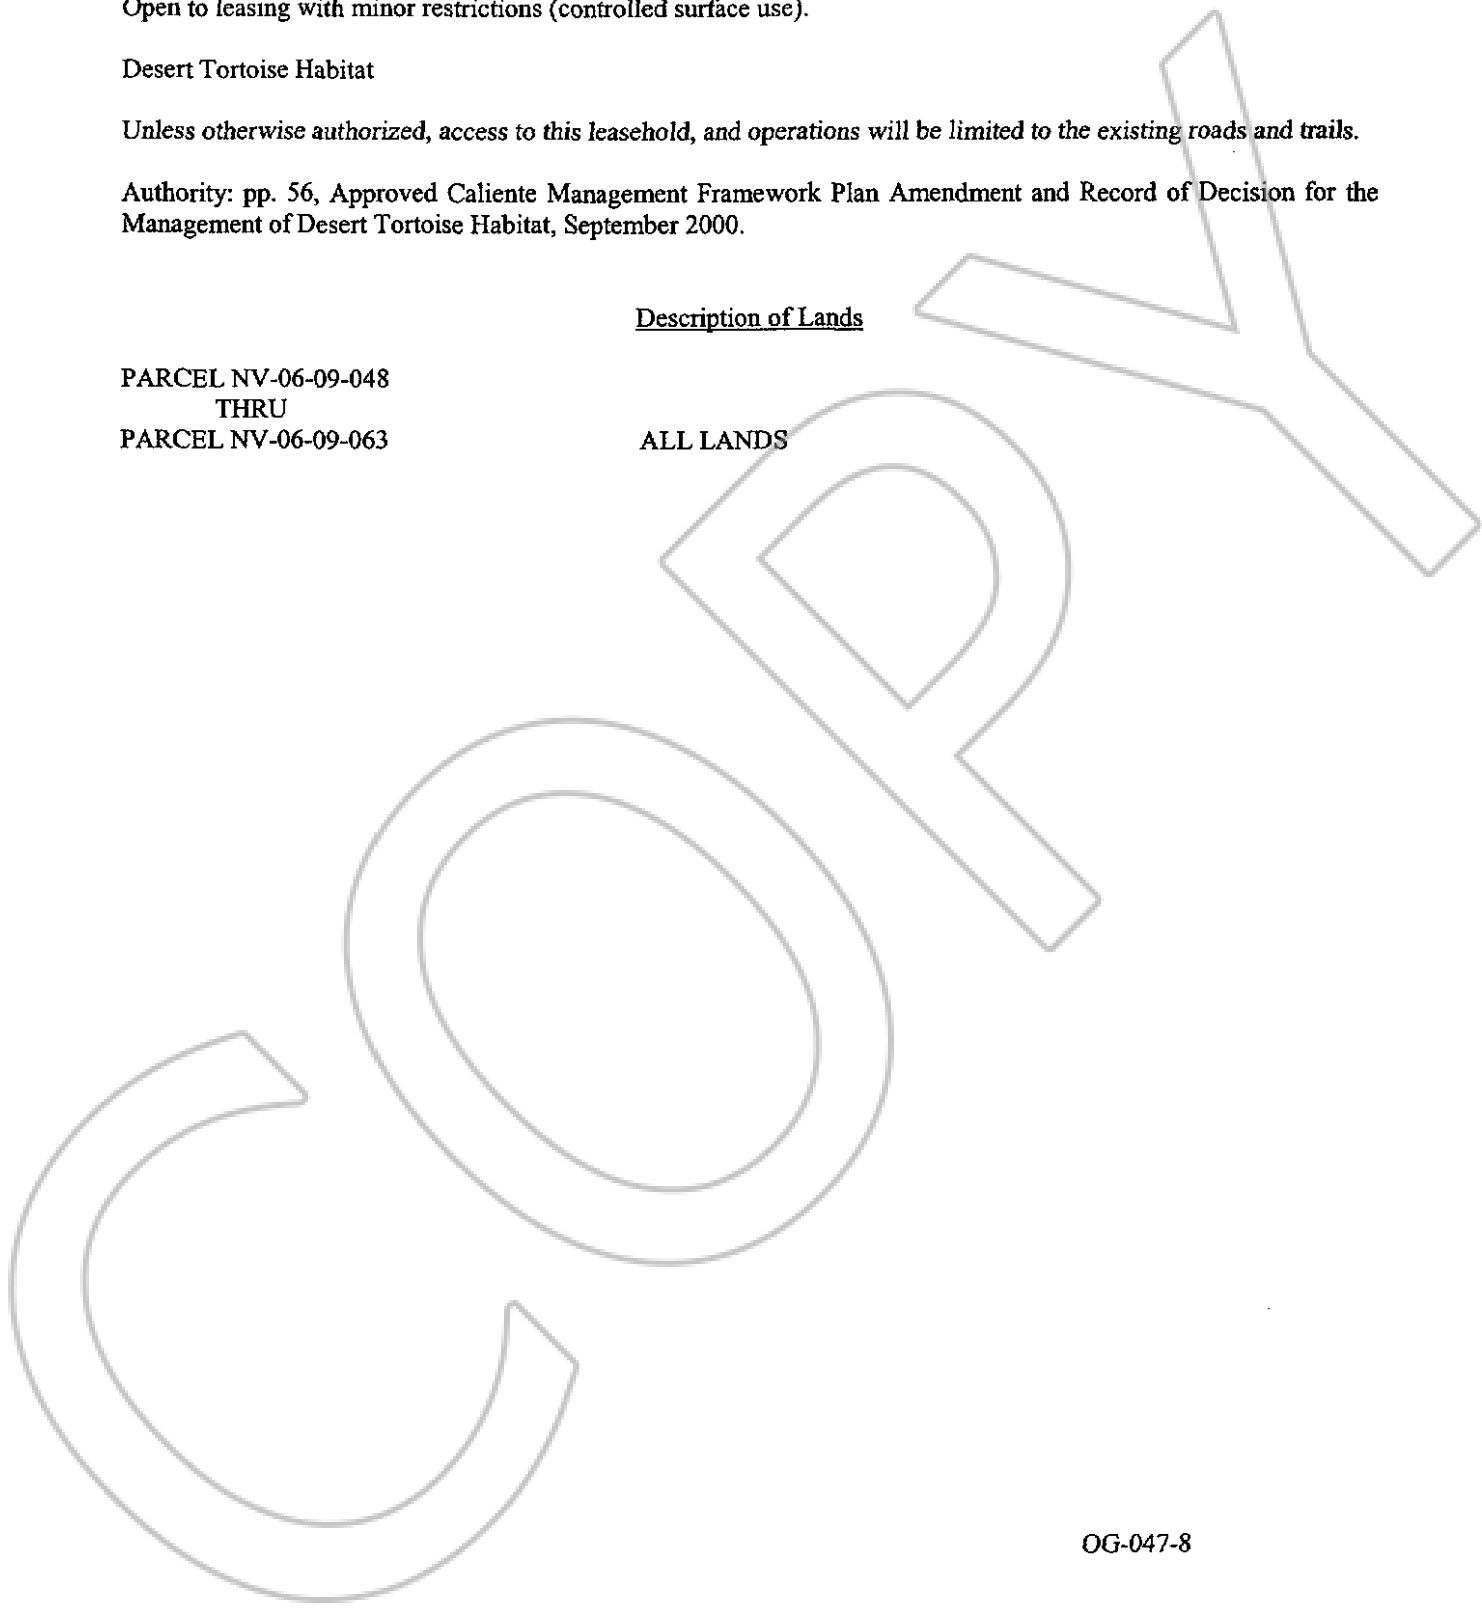 Open to leasing with minor restrictions (controlled surface use).
Desert Tortoise Habitat
Unless otherwise authorized, access to this leasehold, and operations will be limited to the existing roads and trails.
Authority: pp. 56, Approved Caliente Management Framework Plan Amendment and Record of Decision for the
Management of Desert Tortoise Habitat, September 2000.
Description of Lands
PARCEL NV-06-09-048
THRU
PARCEL NV-06-09-063 ALL LANDS
COPY
OG-047-8